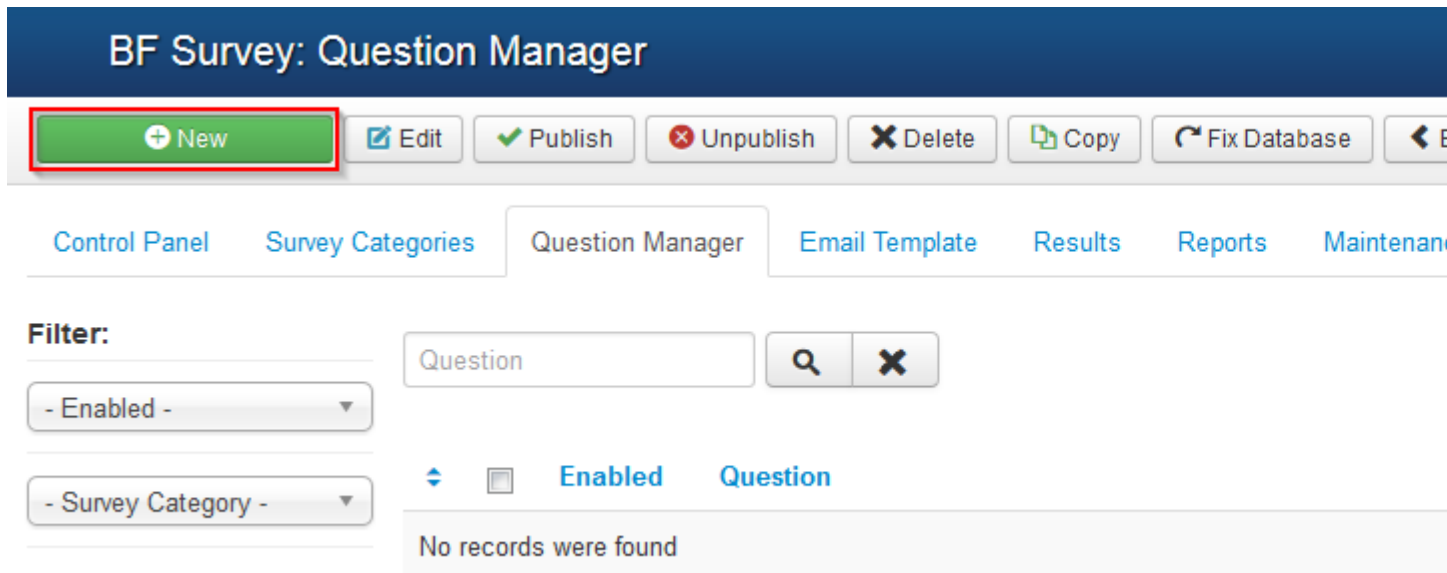 BF Survey: Question Manager
New Edit Publish Unpublish Delete Copy Fix Database
Control Panel Survey Categories Question Manager Email Template Results Reports Maintenan
Filter:
Question
- Enabled -
Enabled Question
- Survey Category -
No records were found